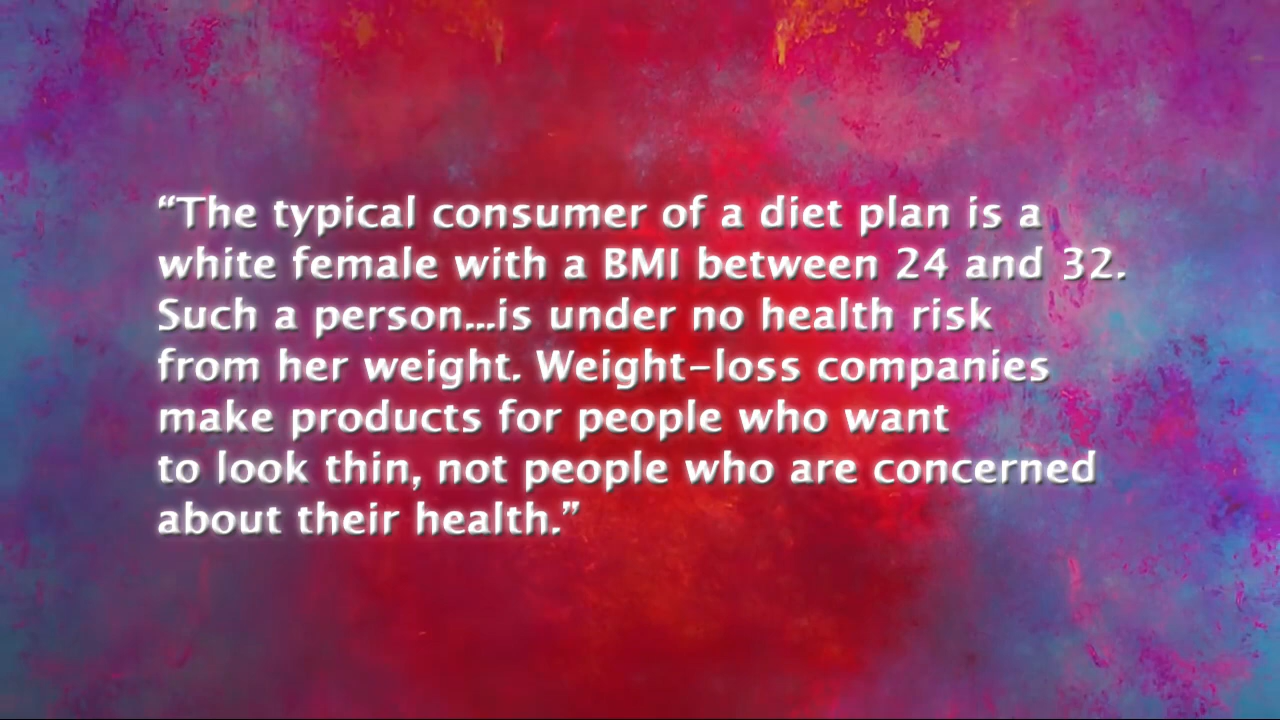 “The typical consumer of a diet plan is a
white female with a BMI between 24 and 32.
Such a person...is under no health risk
from her weight. Weight-loss companies
make products for people who want
to look thin, not people who are concerned
about their health.”